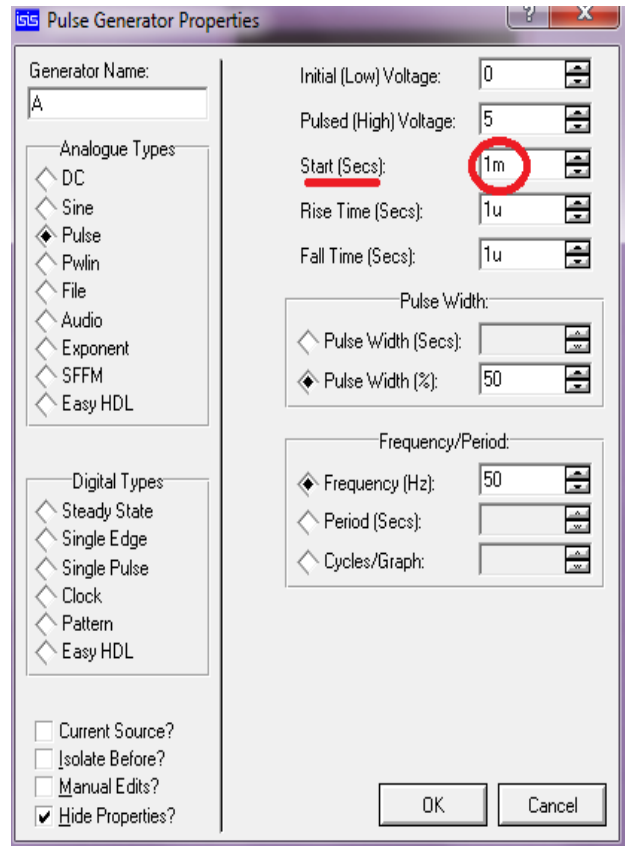 isis Pulse Generator Properties
? X
Generator Name:
A
Analogue Types
DC
Sine
Pulse
Pwlin
File
Audio
Exponent
SFFM
Easy HDL
Digital Types
Steady State
Single Edge
Single Pulse
Clock
Pattern
Easy HDL
Current Source?
Isolate Before?
Manual Edits?
Hide Properties?
Initial (Low) Voltage: 0
Pulsed (High) Voltage: 5
Start (Secs): 1m
Rise Time (Secs): 1u
Fall Time (Secs): 1u
Pulse Width:
Pulse Width (Secs):
Pulse Width (%): 50
Frequency/Period:
Frequency (Hz): 50
Period (Secs):
Cycles/Graph:
OK Cancel